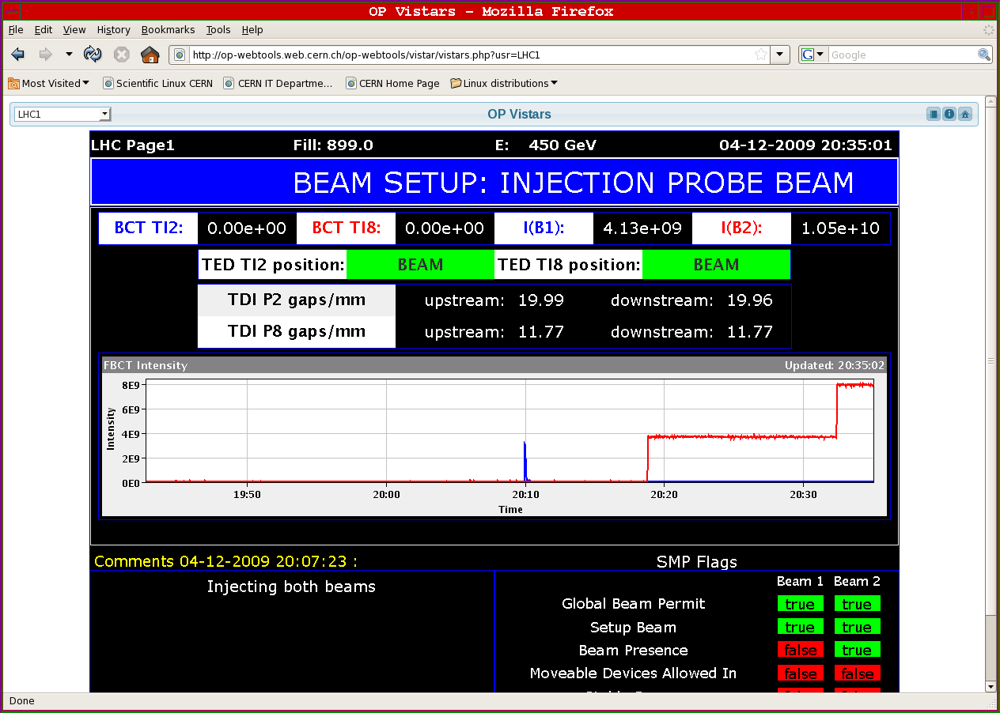 OP Vistars - Mozilla Firefox
File Edit View History Bookmarks Tools Help
http://op-webtools.web.cern.ch/op-webtools/vistar/vistars.php?usr=LHC1 Google
Most Visited Scientific Linux CERN CERN IT Departme... CERN Home Page Linux distributions
LHC1 OP Vistars
LHC Page1 Fill: 899.0 E: 450 GeV 04-12-2009 20:35:01
BEAM SETUP: INJECTION PROBE BEAM
BCT TI2: 0.00e+00 BCT TI8: 0.00e+00 I(B1): 4.13e+09 I(B2): 1.05e+10
TED TI2 position: BEAM TED TI8 position: BEAM
TDI P2 gaps/mm upstream: 19.99 downstream: 19.96
TDI P8 gaps/mm upstream: 11.77 downstream: 11.77
FBCT Intensity Updated: 20:35:02
8E9
6E9
4E9
2E9
0E0
Intensity
19:50 20:00 20:10 20:20 20:30
Time
Comments 04-12-2009 20:07:23 : SMP Flags
Injecting both beams
Beam 1 Beam 2
Global Beam Permit true true
Setup Beam true true
Beam Presence false true
Moveable Devices Allowed In false false
Done